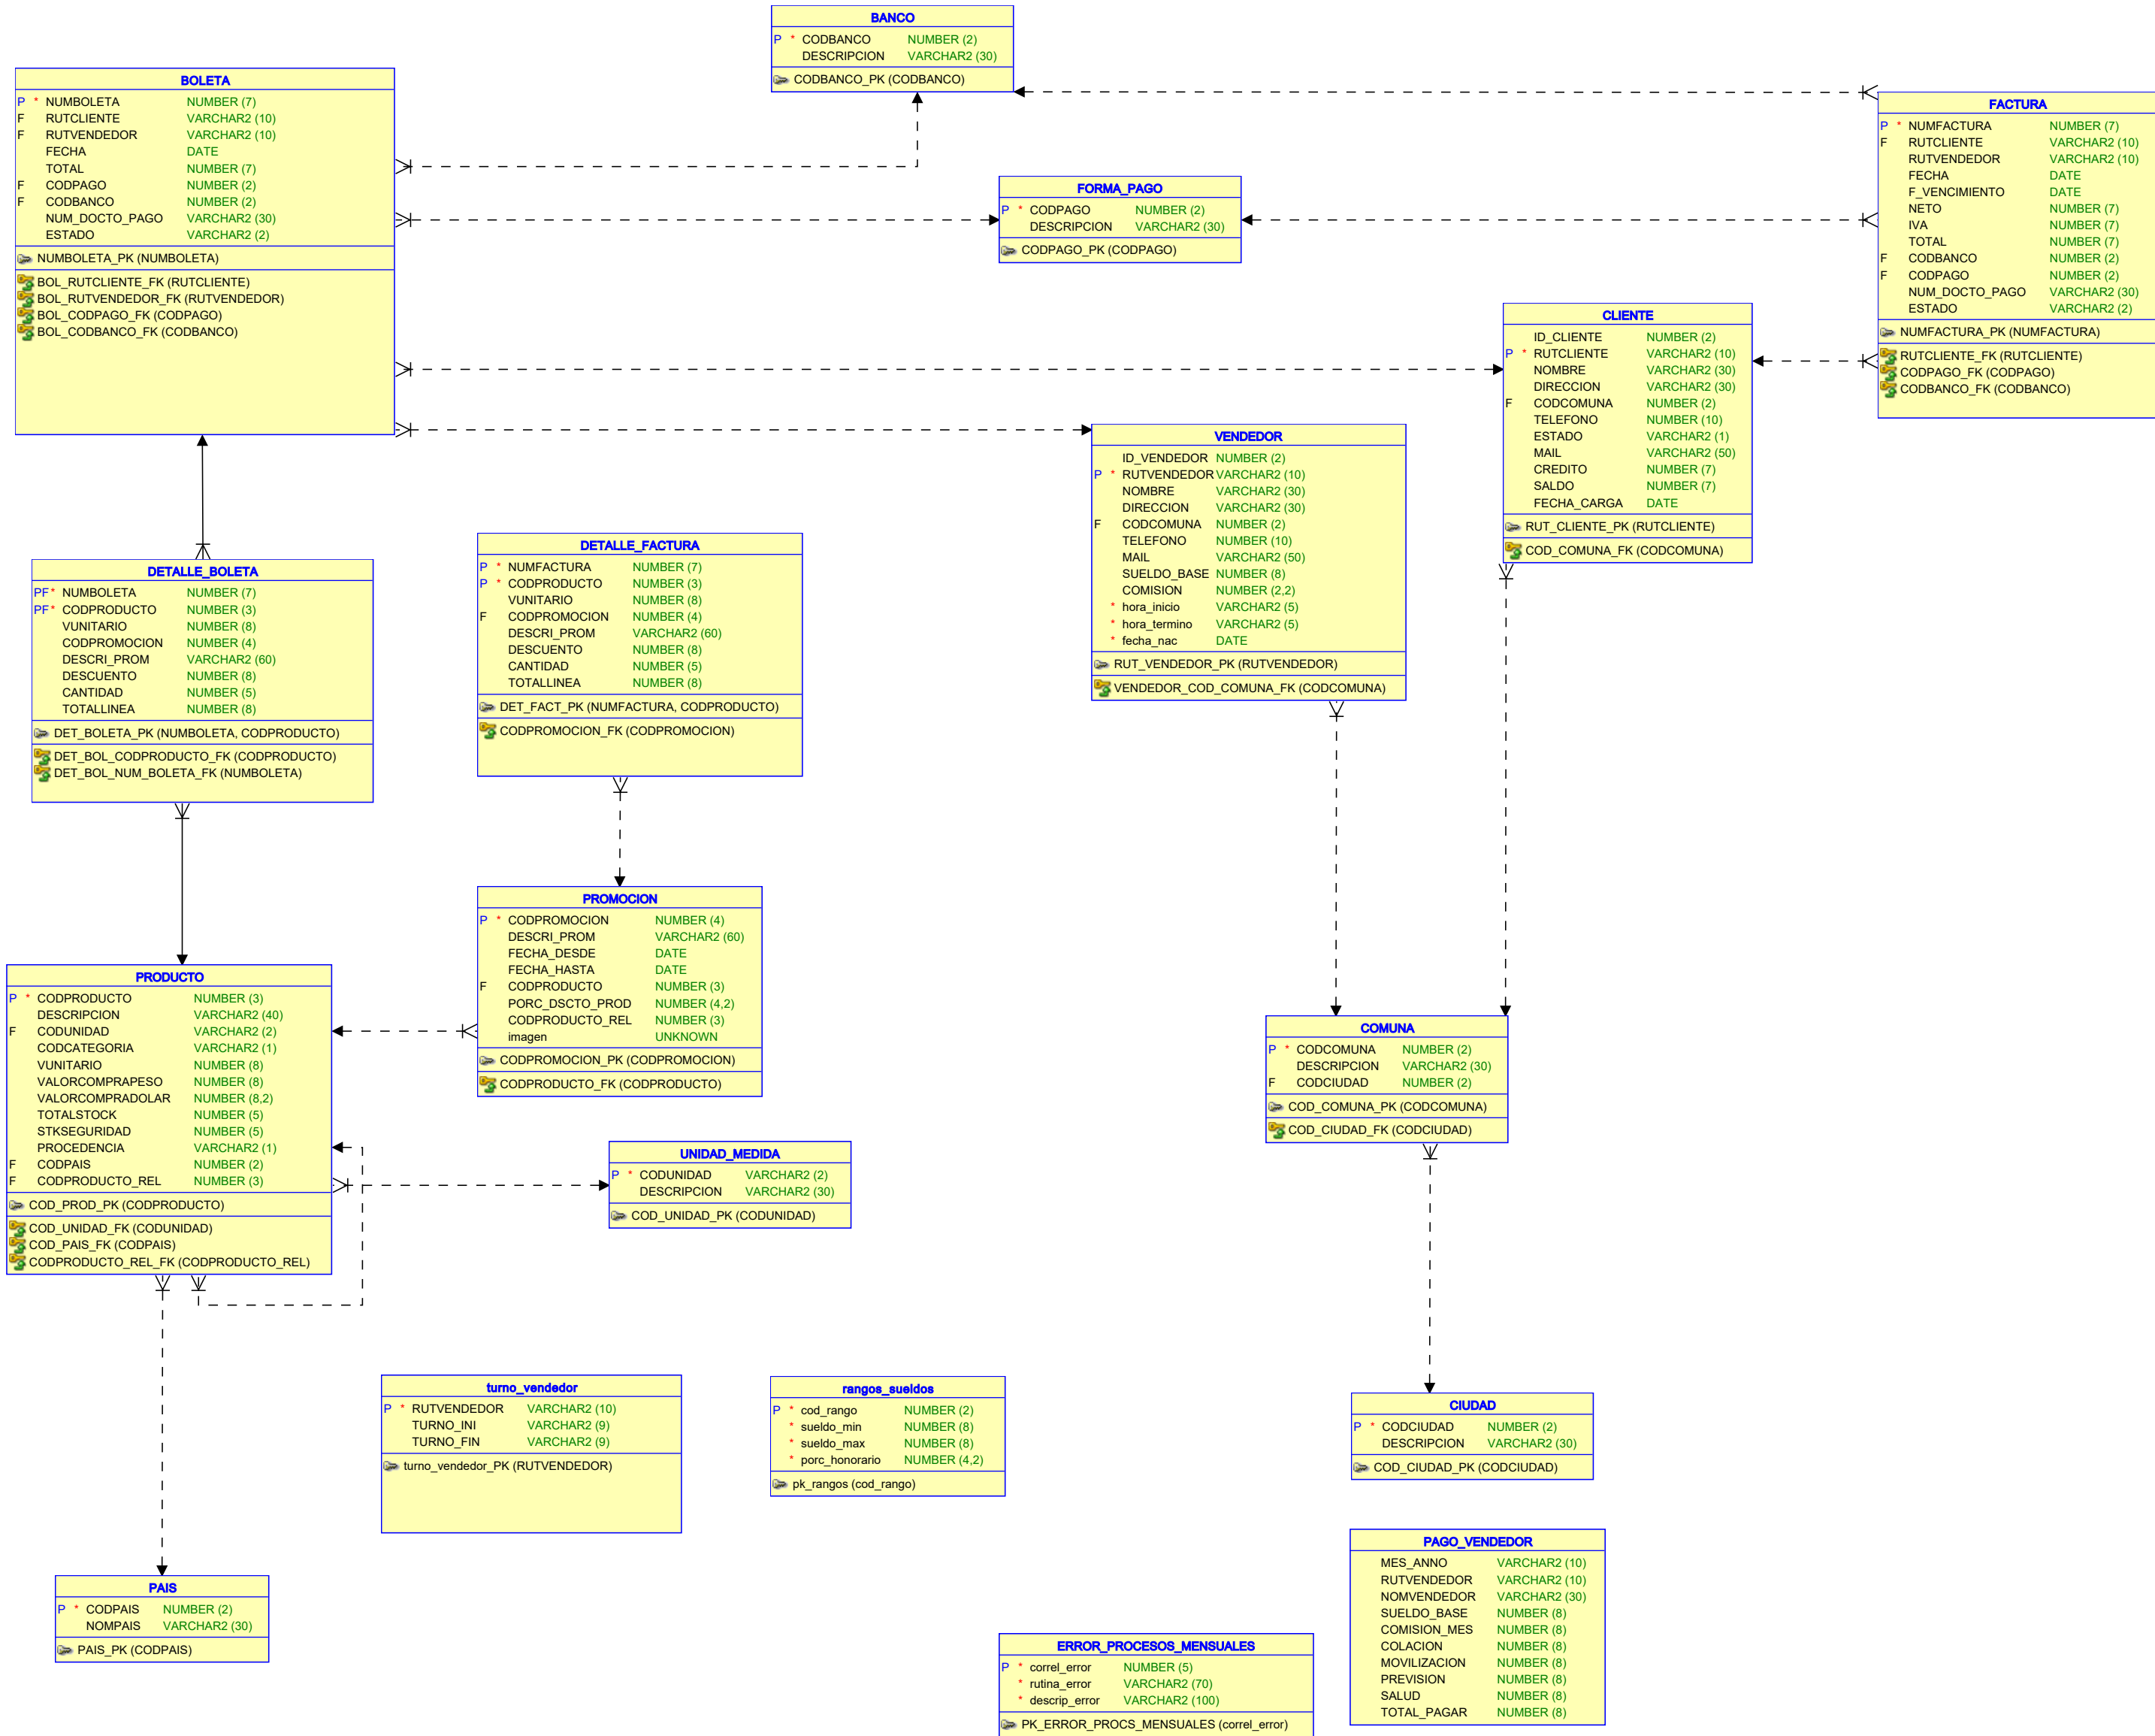 BANCO
P * CODBANCO NUMBER (2)
DESCRIPCION VARCHAR2 (30)
CODBANCO_PK (CODBANCO)
BOLETA
P * NUMBOLETA NUMBER (7)
F RUTCLIENTE VARCHAR2 (10)
F RUTVENDEDOR VARCHAR2 (10)
FECHA DATE
TOTAL NUMBER (7)
F CODPAGO NUMBER (2)
F CODBANCO NUMBER (2)
NUM_DOCTO_PAGO VARCHAR2 (30)
ESTADO VARCHAR2 (2)
NUMBOLETA_PK (NUMBOLETA)
BOL_RUTCLIENTE_FK (RUTCLIENTE)
BOL_RUTVENDEDOR_FK (RUTVENDEDOR)
BOL_CODPAGO_FK (CODPAGO)
BOL_CODBANCO_FK (CODBANCO)
FACTURA
P * NUMFACTURA NUMBER (7)
F RUTCLIENTE VARCHAR2 (10)
RUTVENDEDOR VARCHAR2 (10)
FECHA DATE
F_VENCIMIENTO DATE
NETO NUMBER (7)
IVA NUMBER (7)
TOTAL NUMBER (7)
F CODBANCO NUMBER (2)
F CODPAGO NUMBER (2)
NUM_DOCTO_PAGO VARCHAR2 (30)
ESTADO VARCHAR2 (2)
NUMFACTURA_PK (NUMFACTURA)
RUTCLIENTE_FK (RUTCLIENTE)
CODPAGO_FK (CODPAGO)
CODBANCO_FK (CODBANCO)
FORMA_PAGO
P * CODPAGO NUMBER (2)
DESCRIPCION VARCHAR2 (30)
CODPAGO_PK (CODPAGO)
CLIENTE
ID_CLIENTE NUMBER (2)
P * RUTCLIENTE VARCHAR2 (10)
NOMBRE VARCHAR2 (30)
DIRECCION VARCHAR2 (30)
F CODCOMUNA NUMBER (2)
TELEFONO NUMBER (10)
ESTADO VARCHAR2 (1)
MAIL VARCHAR2 (50)
CREDITO NUMBER (7)
SALDO NUMBER (7)
FECHA_CARGA DATE
RUT_CLIENTE_PK (RUTCLIENTE)
COD_COMUNA_FK (CODCOMUNA)
VENDEDOR
ID_VENDEDOR NUMBER (2)
P * RUTVENDEDOR VARCHAR2 (10)
NOMBRE VARCHAR2 (30)
DIRECCION VARCHAR2 (30)
F CODCOMUNA NUMBER (2)
TELEFONO NUMBER (10)
MAIL VARCHAR2 (50)
SUELDO_BASE NUMBER (8)
COMISION NUMBER (2,2)
* hora_inicio VARCHAR2 (5)
* hora_termino VARCHAR2 (5)
* fecha_nac DATE
RUT_VENDEDOR_PK (RUTVENDEDOR)
VENDEDOR_COD_COMUNA_FK (CODCOMUNA)
DETALLE_FACTURA
P * NUMFACTURA NUMBER (7)
P * CODPRODUCTO NUMBER (3)
VUNITARIO NUMBER (8)
F CODPROMOCION NUMBER (4)
DESCRI_PROM VARCHAR2 (60)
DESCUENTO NUMBER (8)
CANTIDAD NUMBER (5)
TOTALLINEA NUMBER (8)
DET_FACT_PK (NUMFACTURA, CODPRODUCTO)
CODPROMOCION_FK (CODPROMOCION)
DETALLE_BOLETA
PF * NUMBOLETA NUMBER (7)
PF * CODPRODUCTO NUMBER (3)
VUNITARIO NUMBER (8)
CODPROMOCION NUMBER (4)
DESCRI_PROM VARCHAR2 (60)
DESCUENTO NUMBER (8)
CANTIDAD NUMBER (5)
TOTALLINEA NUMBER (8)
DET_BOLETA_PK (NUMBOLETA, CODPRODUCTO)
DET_BOL_CODPRODUCTO_FK (CODPRODUCTO)
DET_BOL_NUM_BOLETA_FK (NUMBOLETA)
PROMOCION
P * CODPROMOCION NUMBER (4)
DESCRI_PROM VARCHAR2 (60)
FECHA_DESDE DATE
FECHA_HASTA DATE
F CODPRODUCTO NUMBER (3)
PORC_DSCTO_PROD NUMBER (4,2)
CODPRODUCTO_REL NUMBER (3)
imagen UNKNOWN
CODPROMOCION_PK (CODPROMOCION)
CODPRODUCTO_FK (CODPRODUCTO)
PRODUCTO
P * CODPRODUCTO NUMBER (3)
DESCRIPCION VARCHAR2 (40)
F CODUNIDAD VARCHAR2 (2)
CODCATEGORIA VARCHAR2 (1)
VUNITARIO NUMBER (8)
VALORCOMPRAPESO NUMBER (8)
VALORCOMPRADOLAR NUMBER (8,2)
TOTALSTOCK NUMBER (5)
STKSEGURIDAD NUMBER (5)
PROCEDENCIA VARCHAR2 (1)
F CODPAIS NUMBER (2)
F CODPRODUCTO_REL NUMBER (3)
COD_PROD_PK (CODPRODUCTO)
COD_UNIDAD_FK (CODUNIDAD)
COD_PAIS_FK (CODPAIS)
CODPRODUCTO_REL_FK (CODPRODUCTO_REL)
COMUNA
P * CODCOMUNA NUMBER (2)
DESCRIPCION VARCHAR2 (30)
F CODCIUDAD NUMBER (2)
COD_COMUNA_PK (CODCOMUNA)
COD_CIUDAD_FK (CODCIUDAD)
UNIDAD_MEDIDA
P * CODUNIDAD VARCHAR2 (2)
DESCRIPCION VARCHAR2 (30)
COD_UNIDAD_PK (CODUNIDAD)
turno_vendedor
P * RUTVENDEDOR VARCHAR2 (10)
TURNO_INI VARCHAR2 (9)
TURNO_FIN VARCHAR2 (9)
turno_vendedor_PK (RUTVENDEDOR)
rangos_sueldos
P * cod_rango NUMBER (2)
* sueldo_min NUMBER (8)
* sueldo_max NUMBER (8)
* porc_honorario NUMBER (4,2)
pk_rangos (cod_rango)
CIUDAD
P * CODCIUDAD NUMBER (2)
DESCRIPCION VARCHAR2 (30)
COD_CIUDAD_PK (CODCIUDAD)
PAIS
P * CODPAIS NUMBER (2)
NOMPAIS VARCHAR2 (30)
PAIS_PK (CODPAIS)
PAGO_VENDEDOR
MES_ANNO VARCHAR2 (10)
RUTVENDEDOR VARCHAR2 (10)
NOMVENDEDOR VARCHAR2 (30)
SUELDO_BASE NUMBER (8)
COMISION_MES NUMBER (8)
COLACION NUMBER (8)
MOVILIZACION NUMBER (8)
PREVISION NUMBER (8)
SALUD NUMBER (8)
TOTAL_PAGAR NUMBER (8)
ERROR_PROCESOS_MENSUALES
P * correl_error NUMBER (5)
* rutina_error VARCHAR2 (70)
* descrip_error VARCHAR2 (100)
PK_ERROR_PROCS_MENSUALES (correl_error)